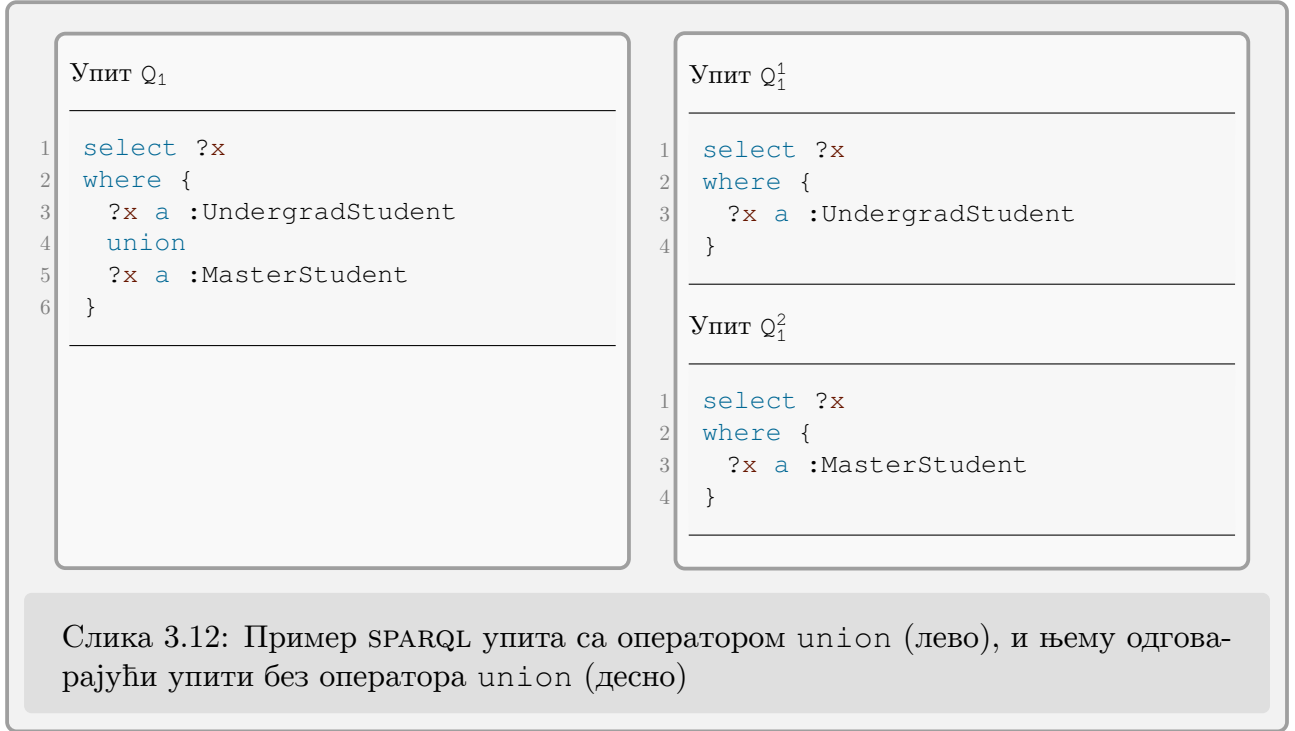 Упит Q₁
1 select ?x
2 where {
3 ?x a :UndergradStudent
4 union
5 ?x a :MasterStudent
6 }
Упит Q₁¹
1 select ?x
2 where {
3 ?x a :UndergradStudent
4 }
Упит Q₁²
1 select ?x
2 where {
3 ?x a :MasterStudent
4 }
Слика 3.12: Пример SPARQL упита са оператором union (лево), и њему одгова-
рајући упити без оператора union (десно)